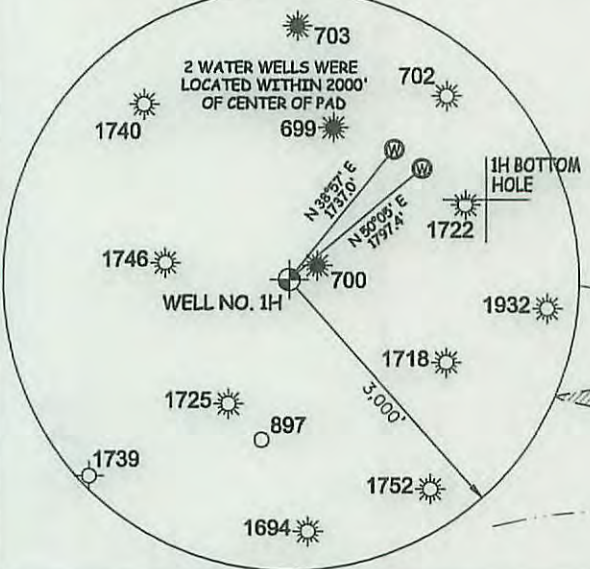 703
2 WATER WELLS WERE
LOCATED WITHIN 2000'
OF CENTER OF PAD
702
1740
699
W
W
N 38°57' E
1737.0'
N 50°05' E
1797.4'
1H BOTTOM
HOLE
1722
1746
700
WELL NO. 1H
1932
1718
3,000'
1725
897
1739
1752
1694